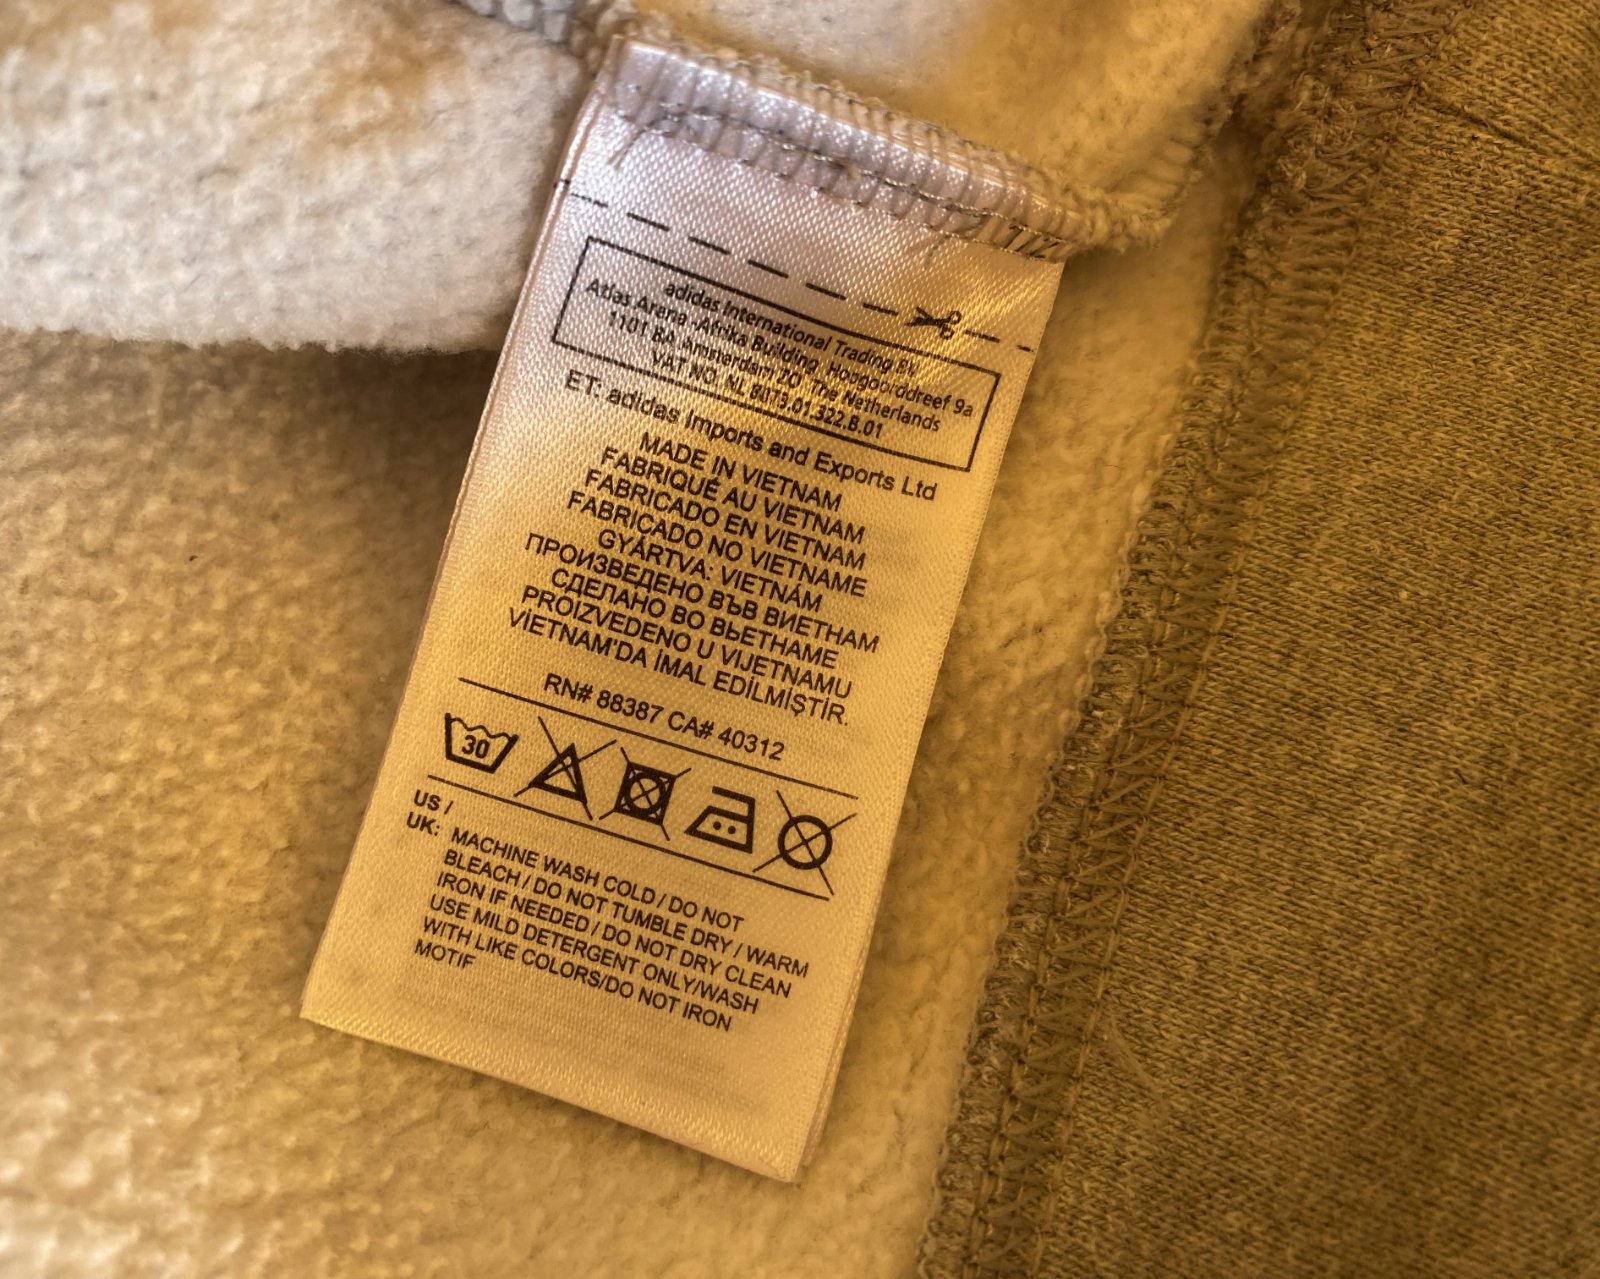 adidas International Trading BV
Atlas Arena -Afrika Building Hoogoorddreef 9a
1101 BA Amsterdam ZO The Netherlands
VAT NO. NL 8073.01.322.B.01
ET: adidas Imports and Exports Ltd
MADE IN VIETNAM
FABRIQUÉ AU VIETNAM
FABRICADO EN VIETNAM
FABRICADO NO VIETNAME
GYÁRTVA: VIETNÁM
ПРОИЗВЕДЕНО ВЪВ ВИЕТНАМ
СДЕЛАНО ВО ВЬЕТНАМЕ
PROIZVEDENO U VIJETNAMU
VİETNAM'DA İMAL EDİLMİŞTİR.
RN# 88387 CA# 40312
30
US /
UK: MACHINE WASH COLD / DO NOT
BLEACH / DO NOT TUMBLE DRY / WARM
IRON IF NEEDED / DO NOT DRY CLEAN
USE MILD DETERGENT ONLY/WASH
WITH LIKE COLORS/DO NOT IRON
MOTIF